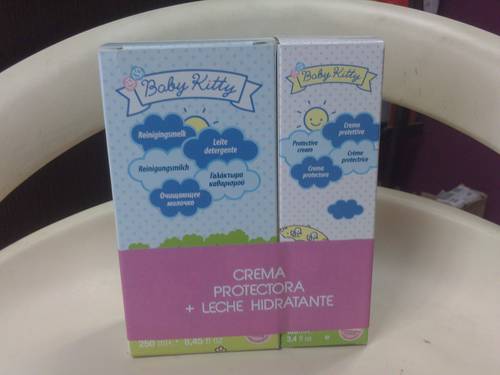 Baby Kitty
Reinigingsmelk
Leite
detergente
Reinigungsmilch
Γαλάκτωμα
καθαρισμού
Очищающее
молочко
250 ml e 8,45 fl oz
Baby Kitty
Crema
protettiva
Protective
cream
Crème
protectrice
Crema
protectora
3.4 fl oz e
CREMA
PROTECTORA
+ LECHE HIDRATANTE